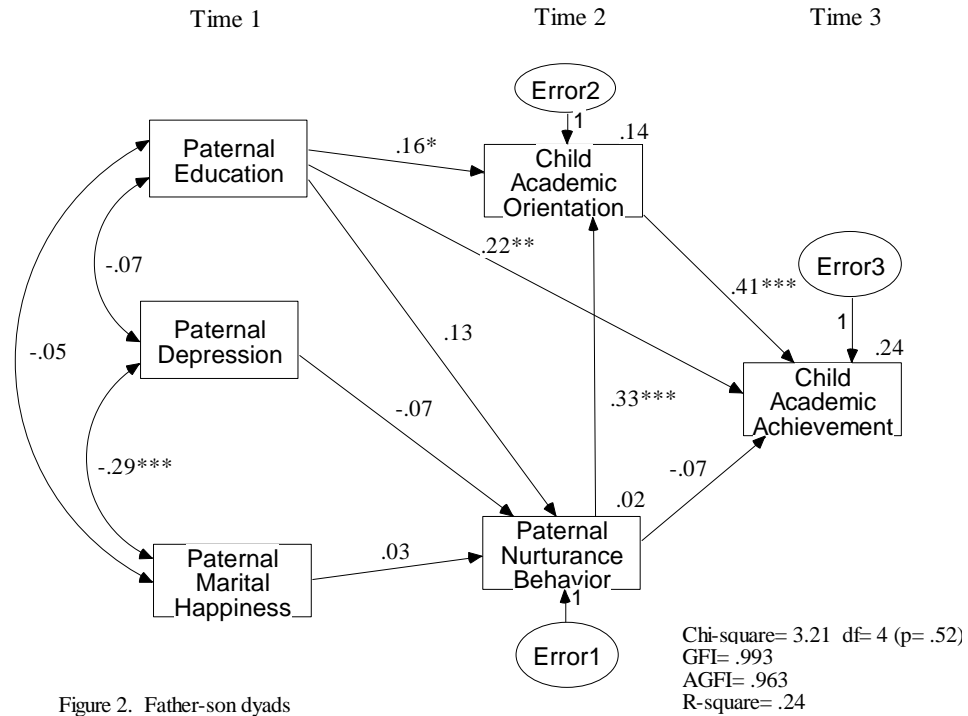 Time 1
Time 2
Time 3
Error2
1
.14
Paternal
Education
.16*
Child
Academic
Orientation
.22**
Error3
-.07
.41***
1
Paternal
Depression
.13
.24
-.05
Child
Academic
Achievement
-.07
.33***
-.29***
-.07
.02
Paternal
Marital
Happiness
.03
Paternal
Nurturance
Behavior
1
Error1
Chi-square= 3.21 df= 4 (p= .52)
GFI= .993
AGFI= .963
R-square= .24
Figure 2. Father-son dyads